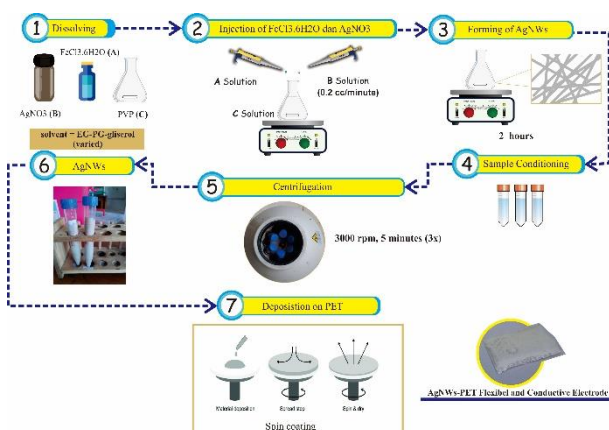 1 Dissolving
FeCl3.6H2O (A)
AgNO3 (B)
PVP (C)
solvent = EG-PG-gliserol
(varied)
2 Injection of FeCl3.6H2O dan AgNO3
A Solution
B Solution
(0.2 cc/minute)
C Solution
3 Forming of AgNWs
2 hours
4 Sample Conditioning
5 Centrifugation
3000 rpm, 5 minutes (3x)
6 AgNWs
7 Deposistion on PET
Material deposition
Spread step
Spin & dry
Spin coating
AgNWs-PET Flexibel and Conductive Electrode